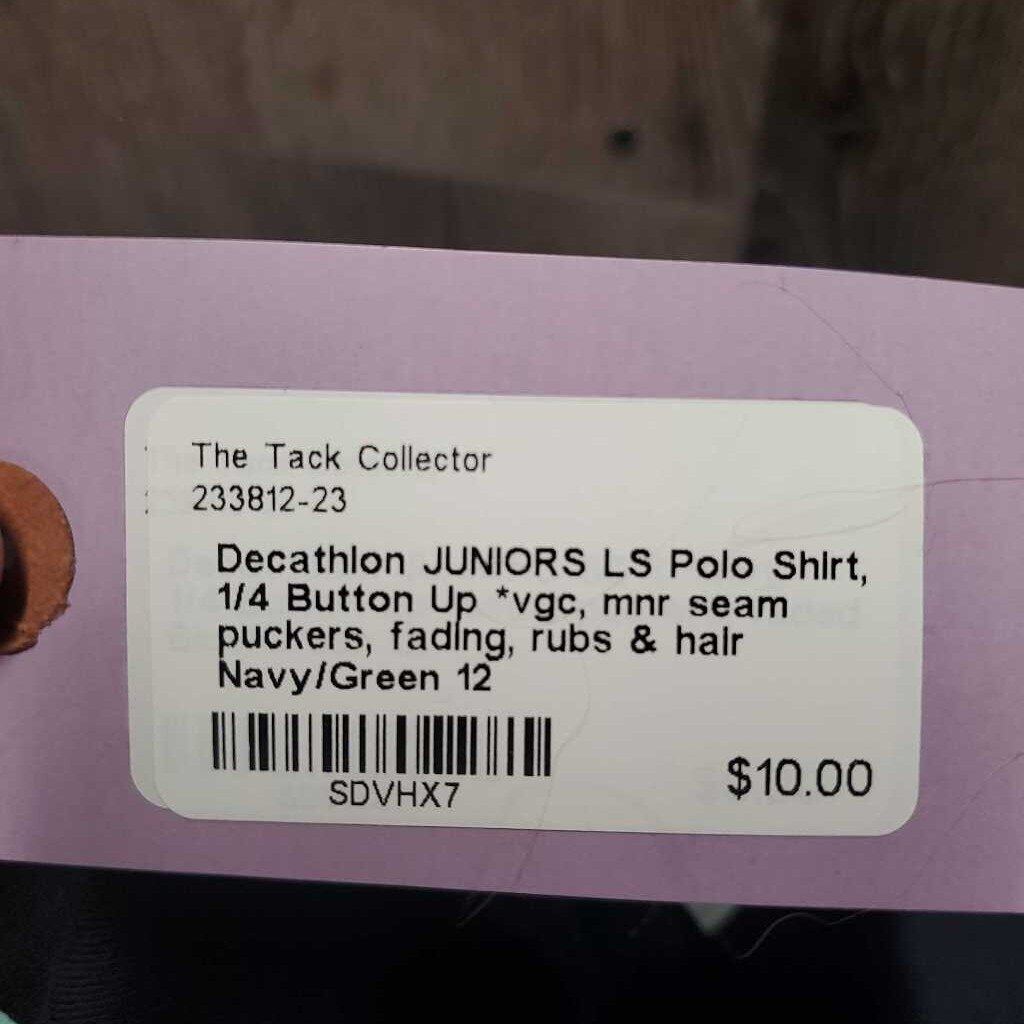 The Tack Collector
233812-23
Decathlon JUNIORS LS Polo Shirt,
1/4 Button Up *vgc, mnr seam
puckers, fading, rubs & hair
Navy/Green 12
SDVHX7
$10.00